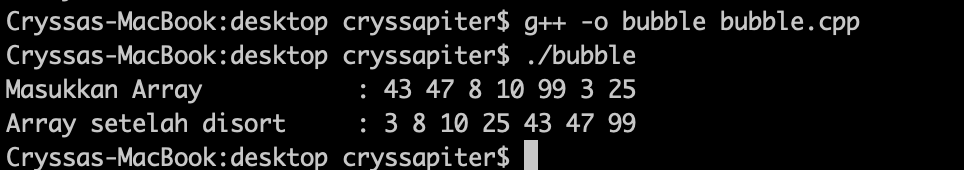 Cryssas-MacBook:desktop cryssapiter$ g++ -o bubble bubble.cpp
Cryssas-MacBook:desktop cryssapiter$ ./bubble
Masukkan Array : 43 47 8 10 99 3 25
Array setelah disort : 3 8 10 25 43 47 99
Cryssas-MacBook:desktop cryssapiter$